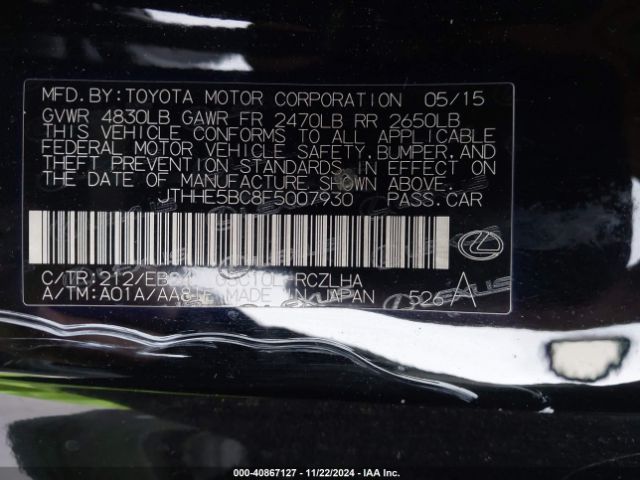 MFD.BY:TOYOTA MOTOR CORPORATION 05/15
GVWR 4830LB GAWR FR 2470LB RR 2650LB
THIS VEHICLE CONFORMS TO ALL APPLICABLE
FEDERAL MOTOR VEHICLE SAFETY,BUMPER,AND
THEFT PREVENTION STANDARDS IN EFFECT ON
THE DATE OF MANUFACTURE SHOWN ABOVE.
JTHHE5BC8F5007930 PASS.CAR
C/TR:212/EB24 RCZLHA
A/TM:A01A/AA81E MADE IN JAPAN 526 A
000-40867127 - 11/22/2024 - IAA Inc.